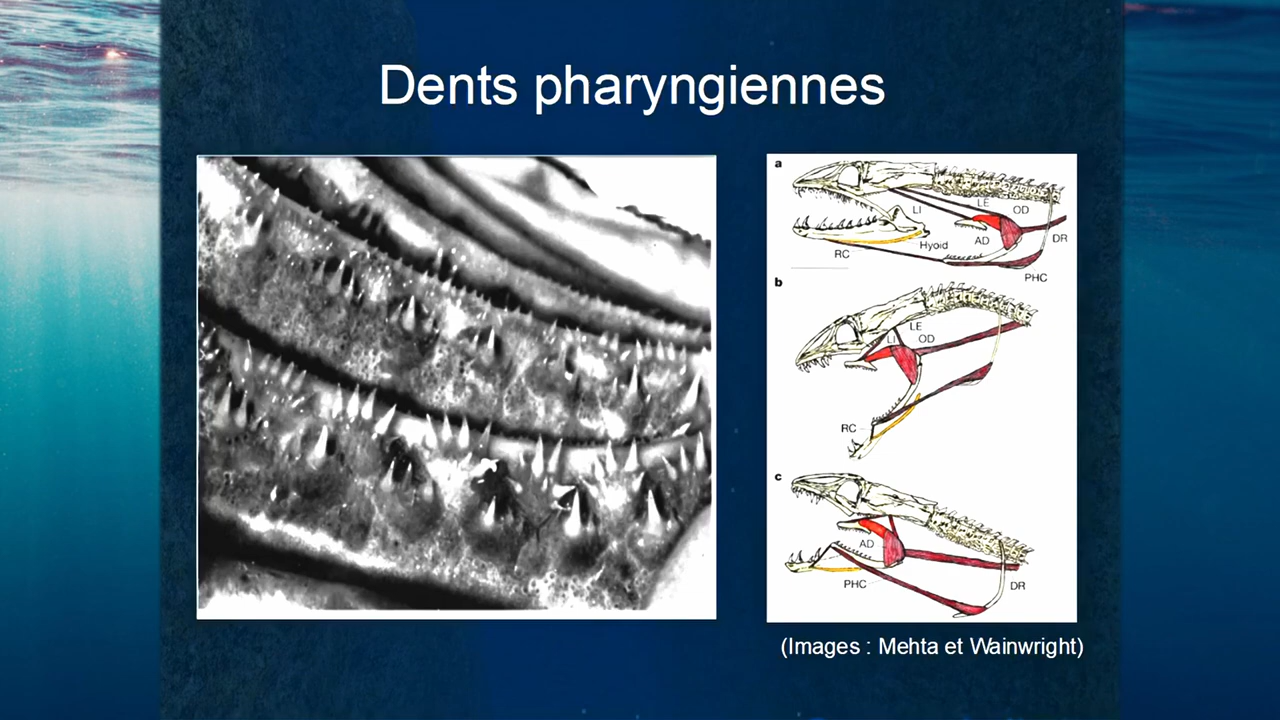 Dents pharyngiennes
a
LE
LI
OD
AD
DR
Hyoid
RC
PHC
b
LE
LI
OD
RC
c
AD
PHC
DR
(Images : Mehta et Wainwright)